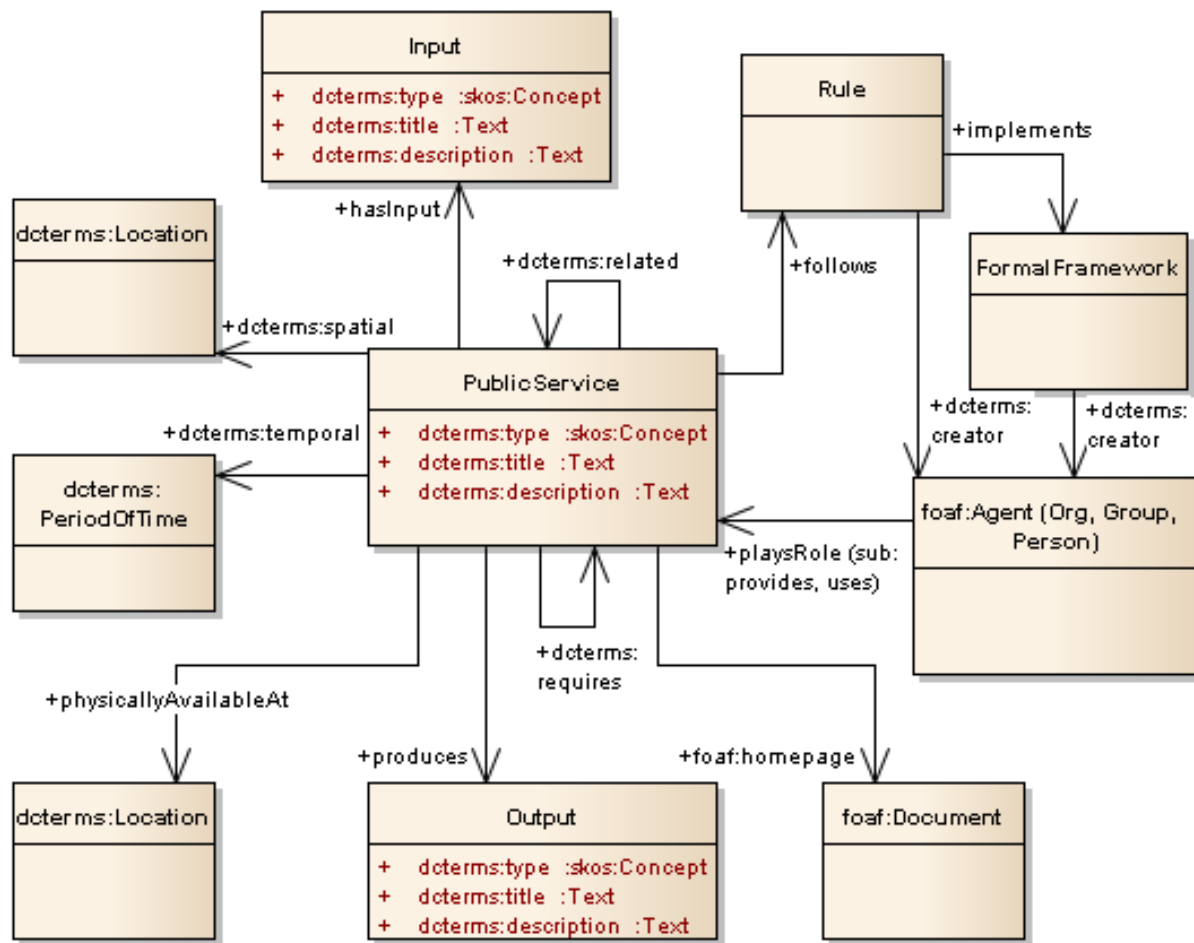 Input
+ dcterms:type :skos:Concept
+ dcterms:title :Text
+ dcterms:description :Text
Rule
+implements
+hasInput
dcterms:Location
+dcterms:related
+follows
FormalFramework
+dcterms:spatial
PublicService
+ dcterms:type :skos:Concept
+ dcterms:title :Text
+ dcterms:description :Text
+dcterms:
creator
+dcterms:
creator
+dcterms:temporal
dcterms:
PeriodOfTime
foaf:Agent (Org, Group,
Person)
+playsRole (sub:
provides, uses)
+dcterms:
requires
+physicallyAvailableAt
+produces
+foaf:homepage
dcterms:Location
Output
+ dcterms:type :skos:Concept
+ dcterms:title :Text
+ dcterms:description :Text
foaf:Document